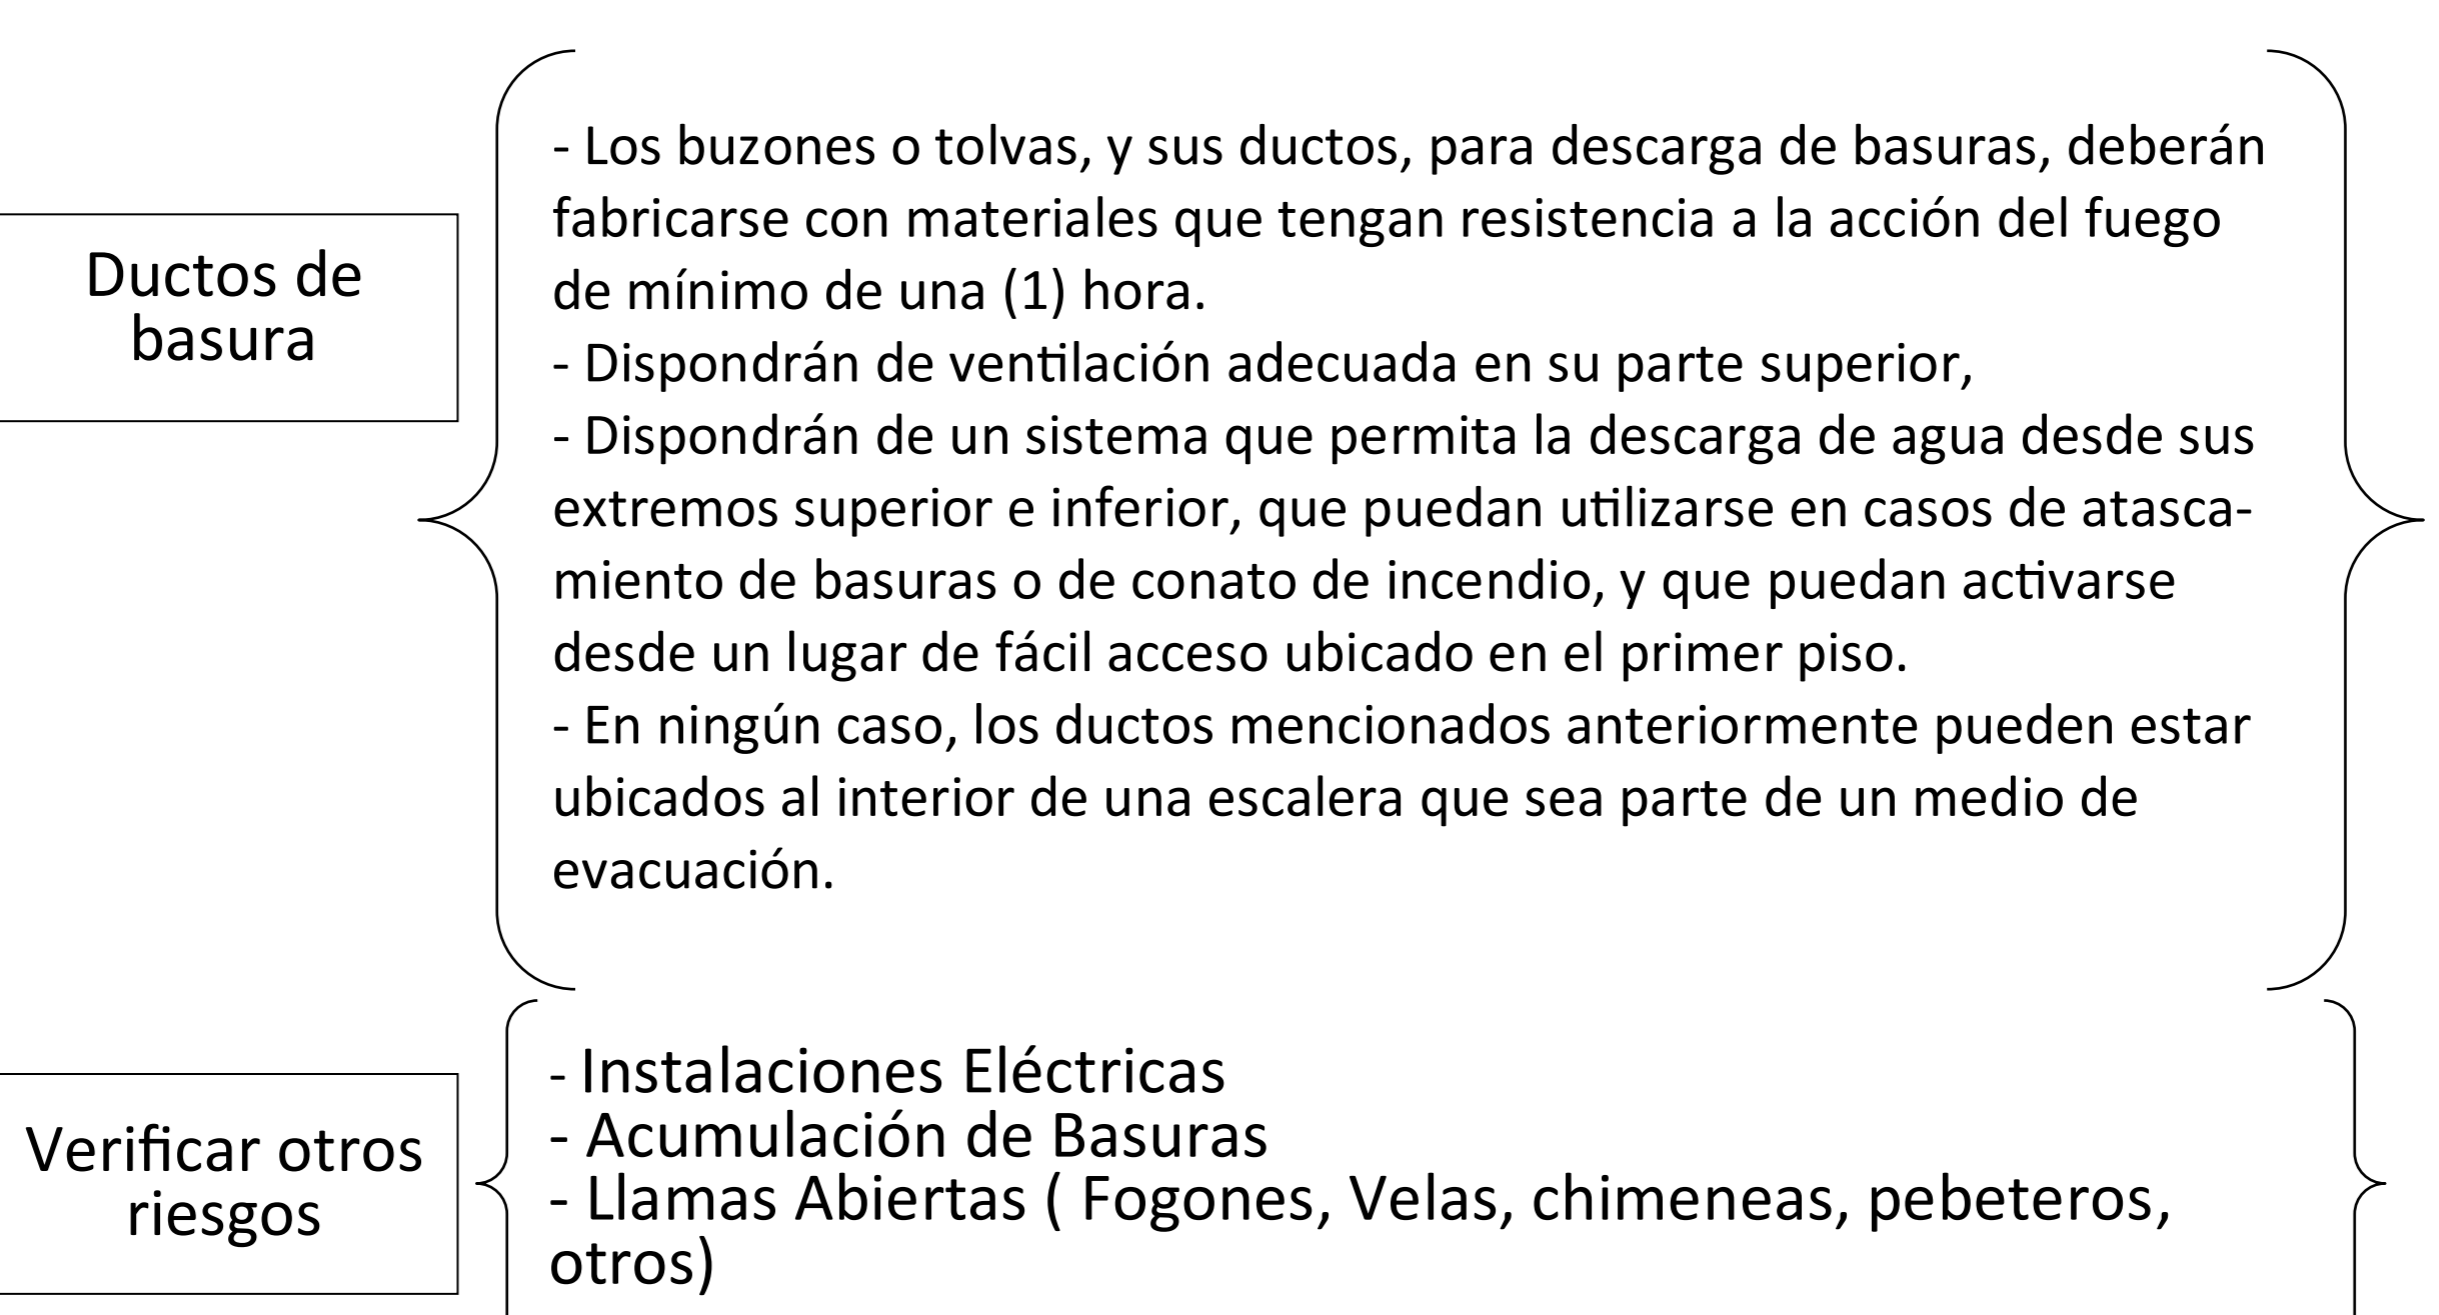 Ductos de
basura
- Los buzones o tolvas, y sus ductos, para descarga de basuras, deberán
fabricarse con materiales que tengan resistencia a la acción del fuego
de mínimo de una (1) hora.
- Dispondrán de ventilación adecuada en su parte superior,
- Dispondrán de un sistema que permita la descarga de agua desde sus
extremos superior e inferior, que puedan utilizarse en casos de atasca-
miento de basuras o de conato de incendio, y que puedan activarse
desde un lugar de fácil acceso ubicado en el primer piso.
- En ningún caso, los ductos mencionados anteriormente pueden estar
ubicados al interior de una escalera que sea parte de un medio de
evacuación.
Verificar otros
riesgos
- Instalaciones Eléctricas
- Acumulación de Basuras
- Llamas Abiertas ( Fogones, Velas, chimeneas, pebeteros,
otros)